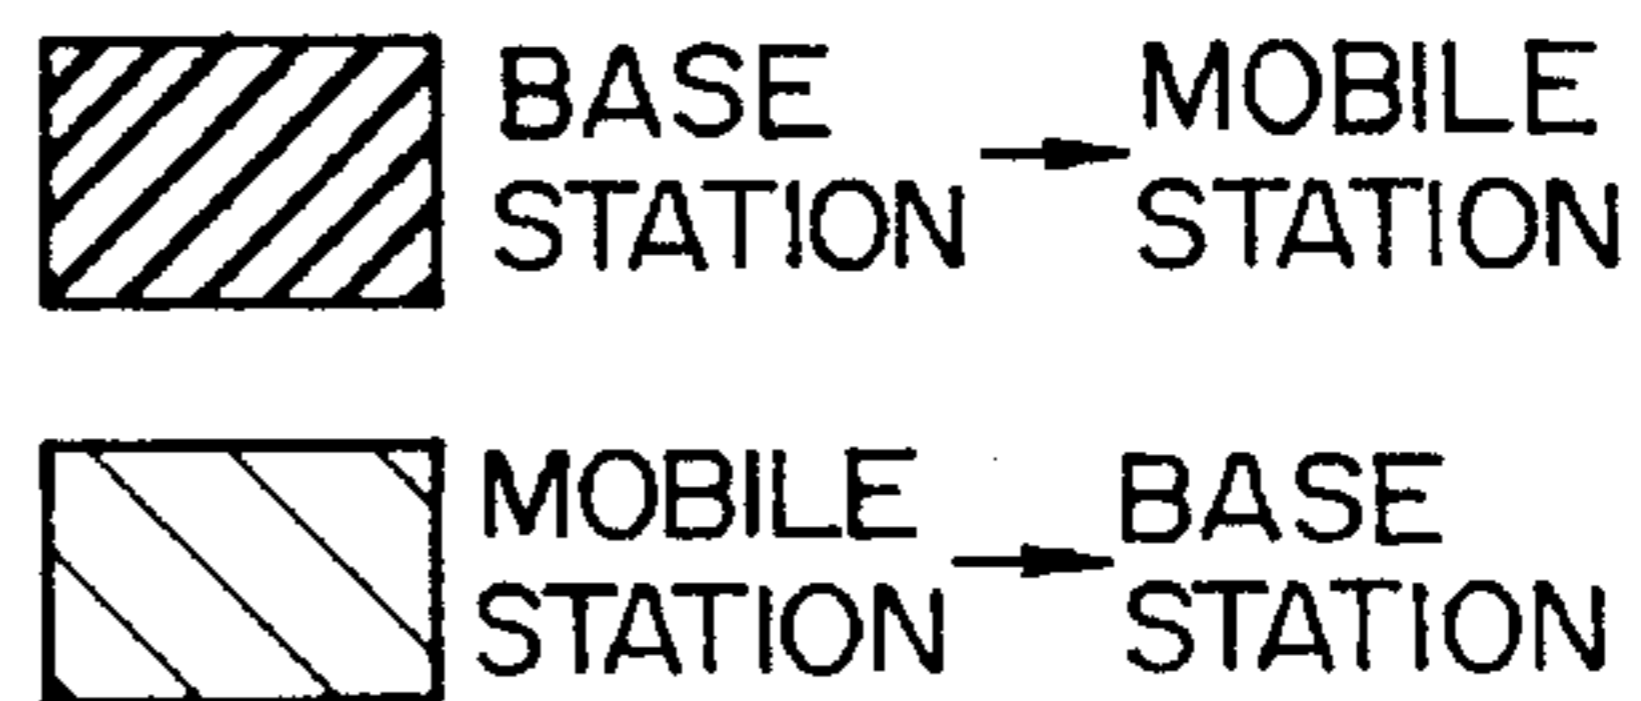 BASE STATION → MOBILE STATION
MOBILE STATION → BASE STATION